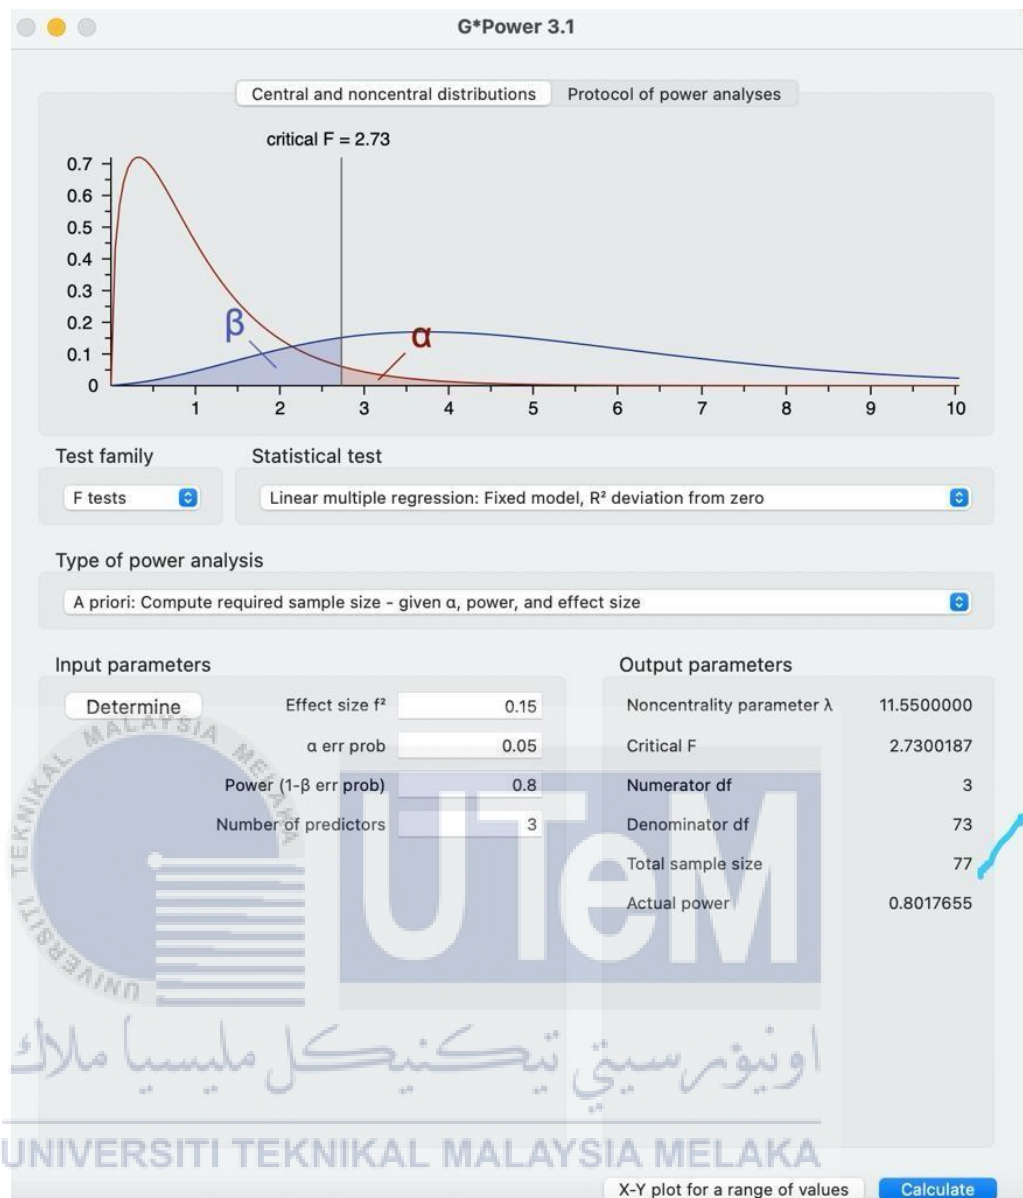 G*Power 3.1
Central and noncentral distributions Protocol of power analyses
critical F = 2.73
0.7
0.6
0.5
0.4
0.3
0.2
0.1
0
β
α
1 2 3 4 5 6 7 8 9 10
Test family Statistical test
F tests Linear multiple regression: Fixed model, R² deviation from zero
Type of power analysis
A priori: Compute required sample size - given α, power, and effect size
Input parameters Output parameters
Determine Effect size f² 0.15 Noncentrality parameter λ 11.5500000
α err prob 0.05 Critical F 2.7300187
Power (1-β err prob) 0.8 Numerator df 3
Number of predictors 3 Denominator df 73
Total sample size 77
Actual power 0.8017655
UNIVERSITI TEKNIKAL MALAYSIA MELAKA
UTeM
اونيۏرسيتي تيكنيكل مليسيا ملاك
UNIVERSITI TEKNIKAL MALAYSIA MELAKA
X-Y plot for a range of values Calculate